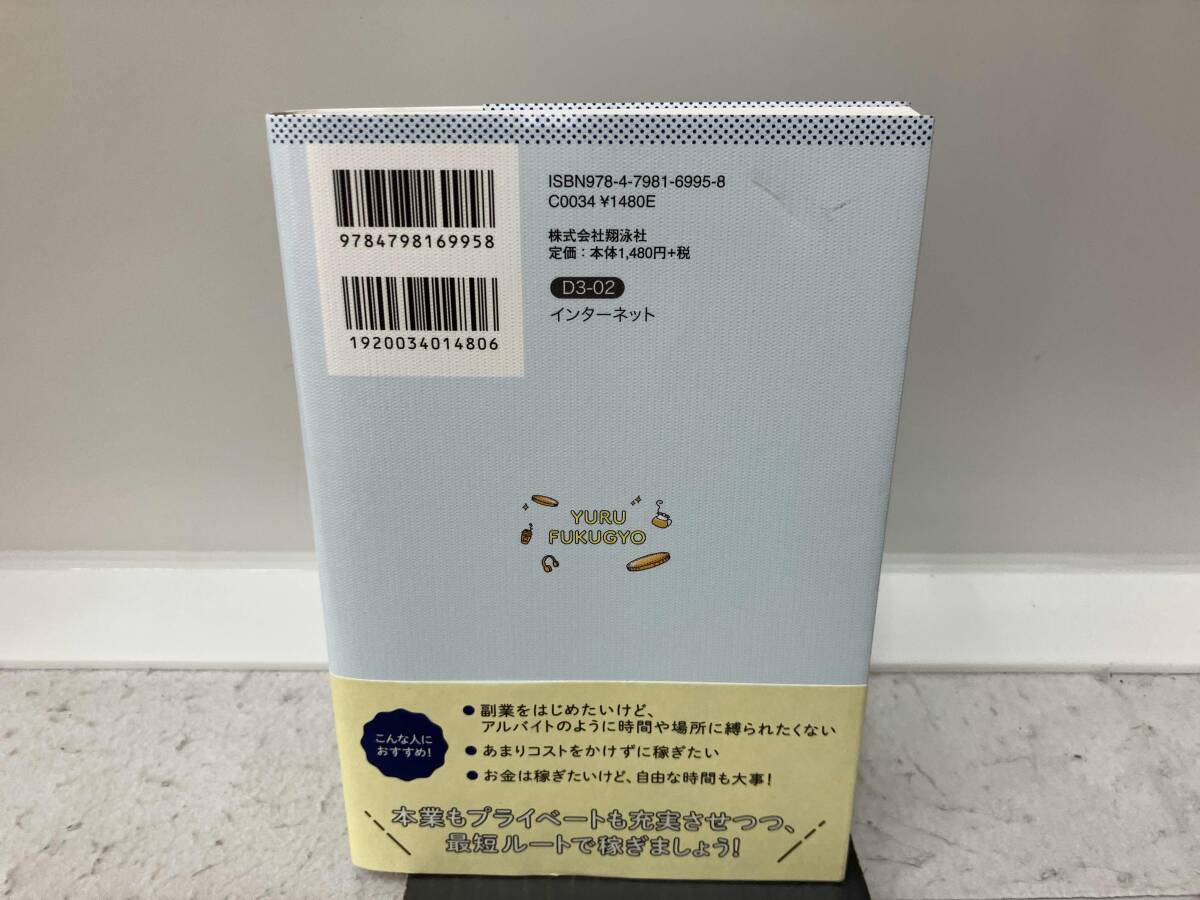 9784798169958
1920034014806
ISBN978-4-7981-6995-8
C0034 ¥1480E
株式会社翔泳社
定価：本体1,480円+税
D3-02
インターネット
YURU
FUKUGYO
こんな人に
おすすめ！
● 副業をはじめたいけど、
アルバイトのように時間や場所に縛られたくない
● あまりコストをかけずに稼ぎたい
● お金は稼ぎたいけど、自由な時間も大事！
本業もプライベートも充実させつつ、
最短ルートで稼ぎましょう！